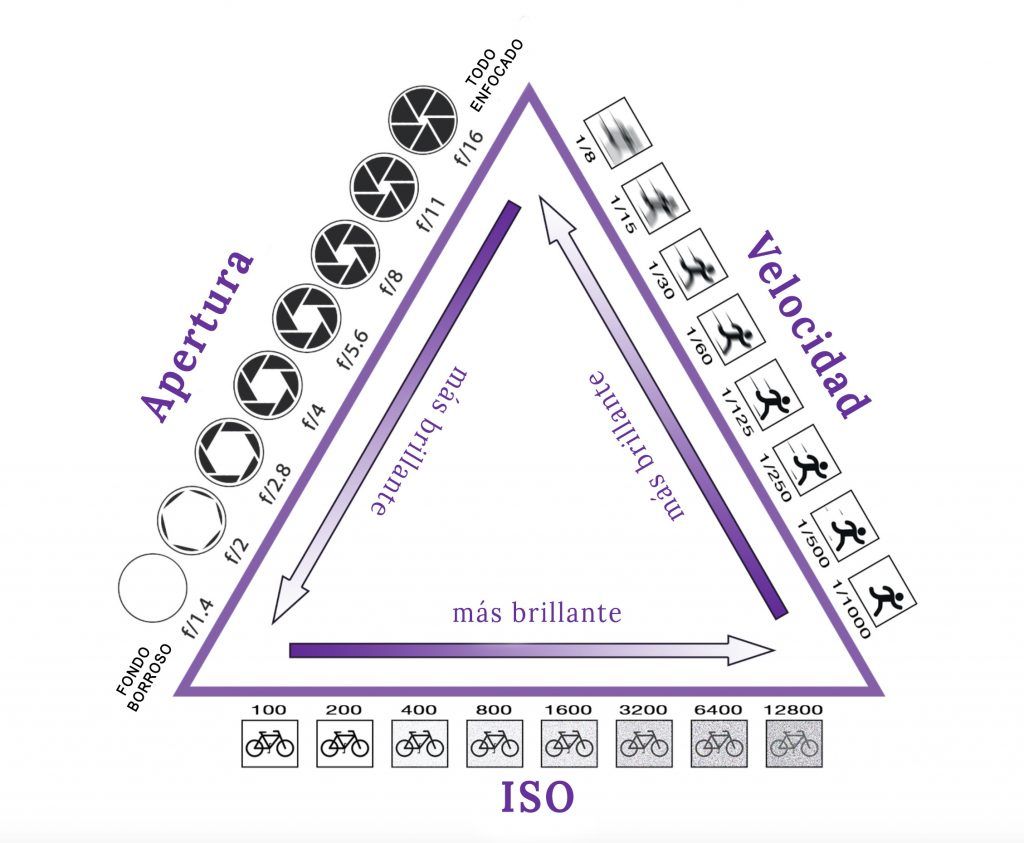 TODO
ENFOCADO
f/16
f/11
f/8
f/5.6
f/4
f/2.8
f/2
f/1.4
FONDO
BORROSO
Apertura
1/8
1/15
1/30
1/60
1/125
1/250
1/500
1/1000
Velocidad
más brillante
más brillante
más brillante
100 200 400 800 1600 3200 6400 12800
ISO